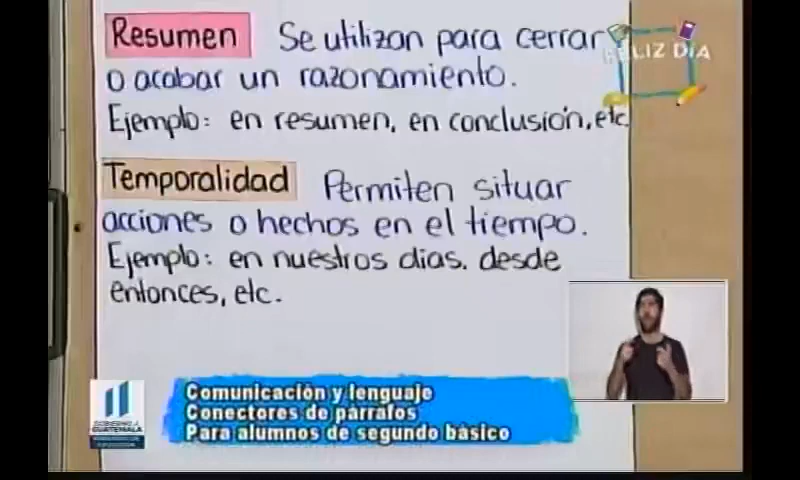 Resumen Se utilizan para cerrar
o acabar un razonamiento.
Ejemplo: en resumen, en conclusión, etc
FELIZ DÍA
Temporalidad Permiten situar
acciones o hechos en el tiempo.
Ejemplo: en nuestros dias, desde
entonces, etc.
Comunicación y lenguaje
Conectores de párrafos
Para alumnos de segundo básico
GUATEMALA